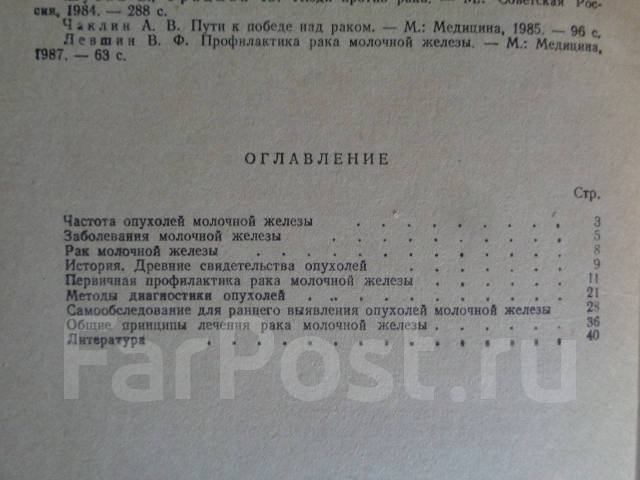 Советская Рос-
сия, 1984. — 288 с.
Чаклин А. В. Пути к победе над раком. — М.: Медицина, 1985. — 96 с.
Левшин В. Ф. Профилактика рака молочной железы. — М.: Медицина,
1987. — 63 с.
ОГЛАВЛЕНИЕ
Стр.
Частота опухолей молочной железы . . . . . . . . 3
Заболевания молочной железы . . . . . . . . 5
Рак молочной железы . . . . . . . . . . 8
История. Древние свидетельства опухолей . . . . . . 9
Первичная профилактика рака молочной железы . . . . . 11
Методы диагностики опухолей . . . . . . . . . 21
Самообследование для раннего выявления опухолей молочной железы 28
Общие принципы лечения рака молочной железы . . . . . 36
Литература . . . . . . . . . . . . 40
FarPost.ru